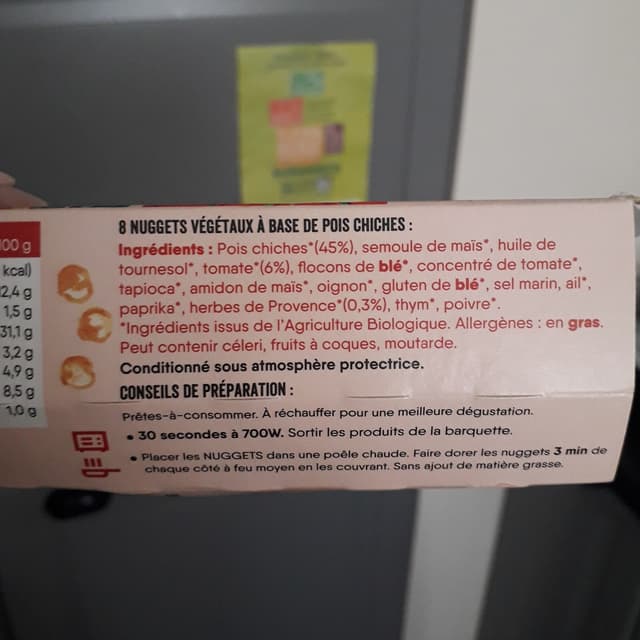 8 NUGGETS VÉGÉTAUX À BASE DE POIS CHICHES :
Ingrédients : Pois chiches*(45%), semoule de maïs*, huile de
tournesol*, tomate*(6%), flocons de blé*, concentré de tomate*,
tapioca*, amidon de maïs*, oignon*, gluten de blé*, sel marin, ail*,
paprika*, herbes de Provence*(0,3%), thym*, poivre*.
*Ingrédients issus de l'Agriculture Biologique. Allergènes : en gras.
Peut contenir céleri, fruits à coques, moutarde.
Conditionné sous atmosphère protectrice.
CONSEILS DE PRÉPARATION :
Prêtes-à-consommer. À réchauffer pour une meilleure dégustation.
• 30 secondes à 700W. Sortir les produits de la barquette.
• Placer les NUGGETS dans une poêle chaude. Faire dorer les nuggets 3 min de
chaque côté à feu moyen en les couvrant. Sans ajout de matière grasse.
00 g
kcal)
2,4 g
1,5 g
31,1 g
3,2 g
4,9 g
8,5 g
1,0 g